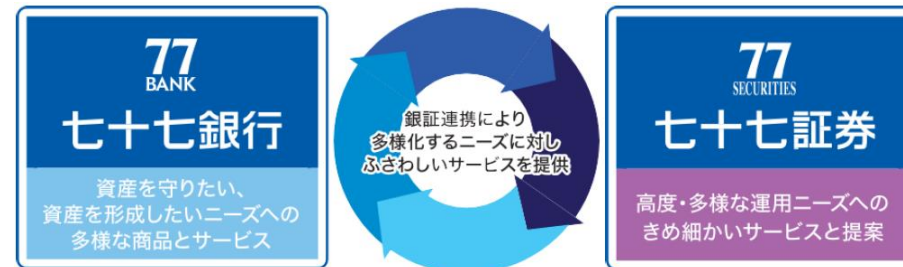 77
BANK
七十七銀行
資産を守りたい、
資産を形成したいニーズへの
多様な商品とサービス
銀証連携により
多様化するニーズに対し
ふさわしいサービスを提供
77
SECURITIES
七十七証券
高度・多様な運用ニーズへの
きめ細かいサービスと提案